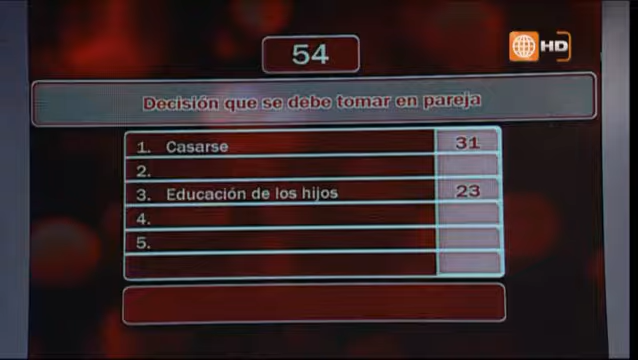 54
HD
Decisión que se debe tomar en pareja
1. Casarse 31
2.
3. Educación de los hijos 23
4.
5.